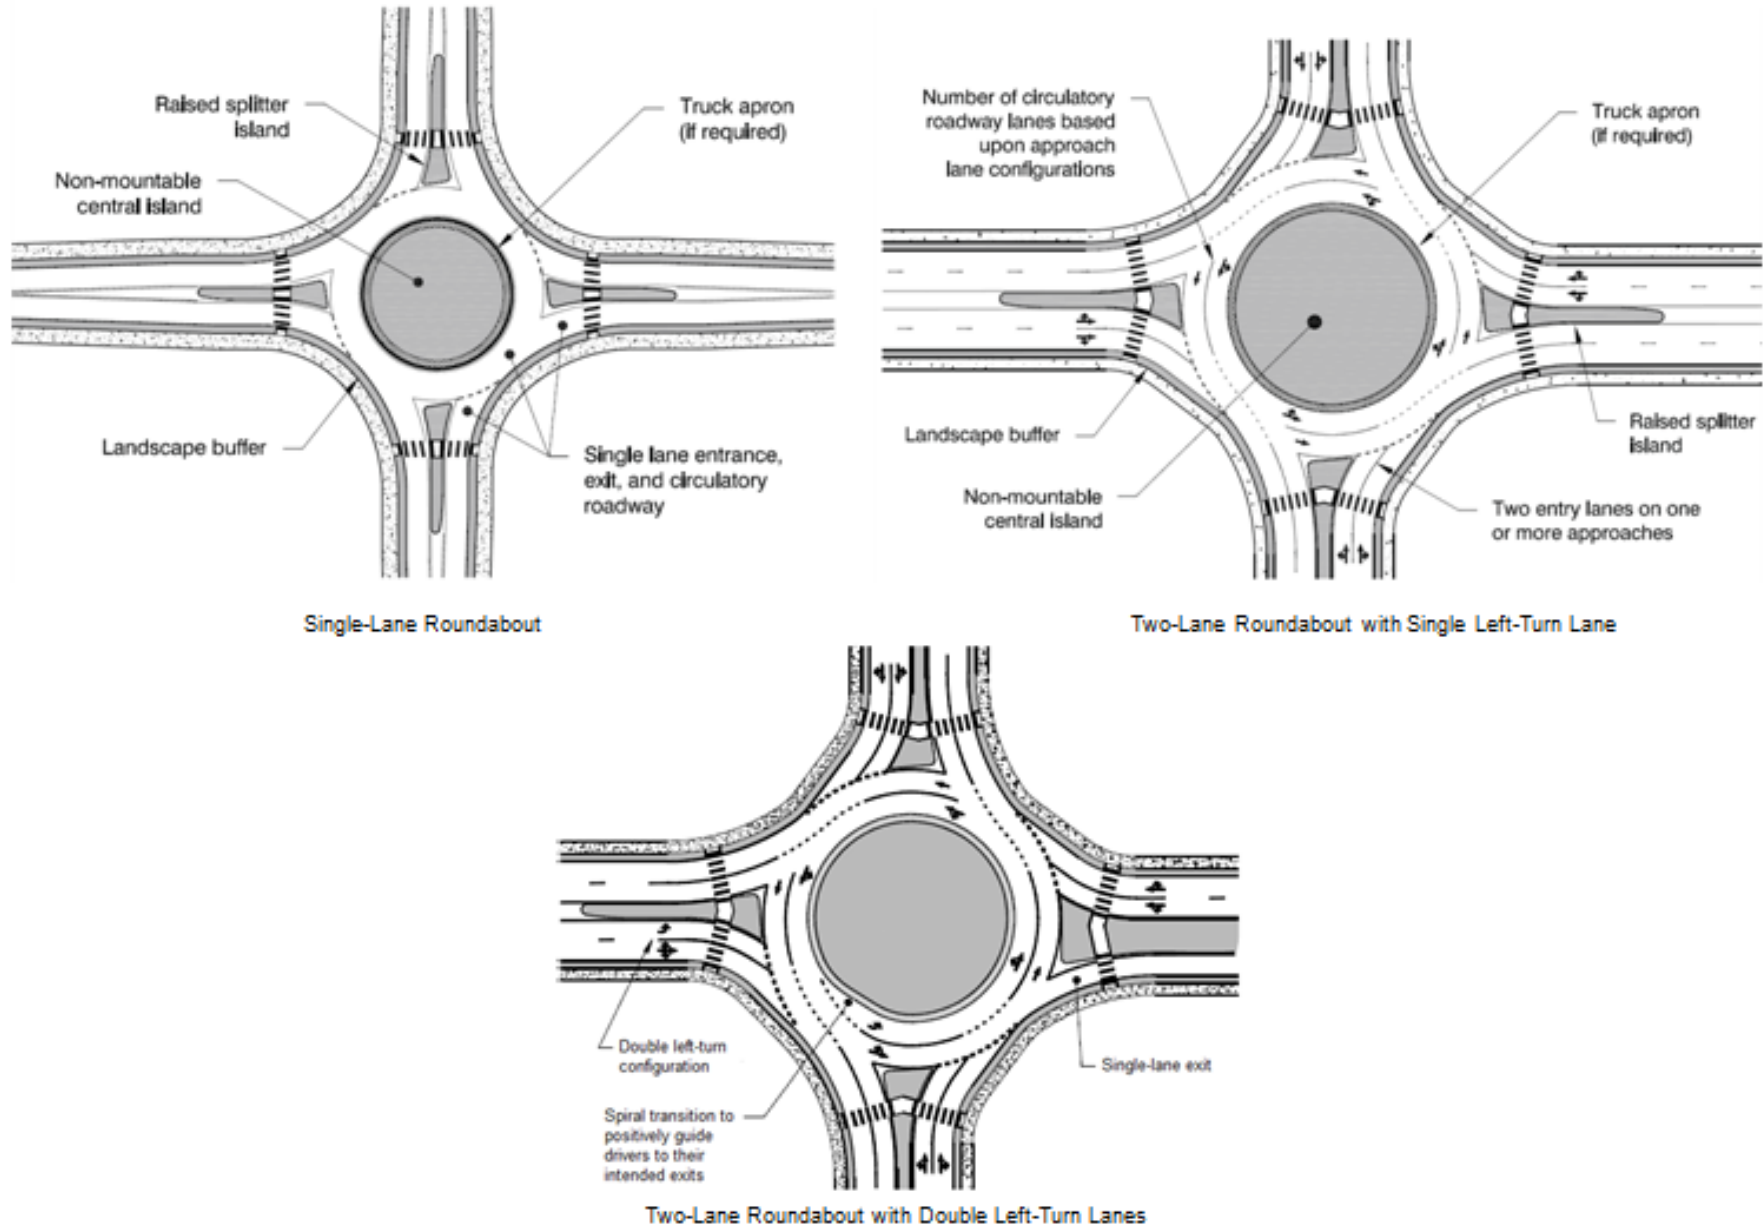 Raised splitter
island
Truck apron
(if required)
Non-mountable
central island
Landscape buffer
Single lane entrance,
exit, and circulatory
roadway
Single-Lane Roundabout
Number of circulatory
roadway lanes based
upon approach
lane configurations
Truck apron
(if required)
Landscape buffer
Raised splitter
island
Non-mountable
central island
Two entry lanes on one
or more approaches
Two-Lane Roundabout with Single Left-Turn Lane
Double left-turn
configuration
Single-lane exit
Spiral transition to
positively guide
drivers to their
intended exits
Two-Lane Roundabout with Double Left-Turn Lanes